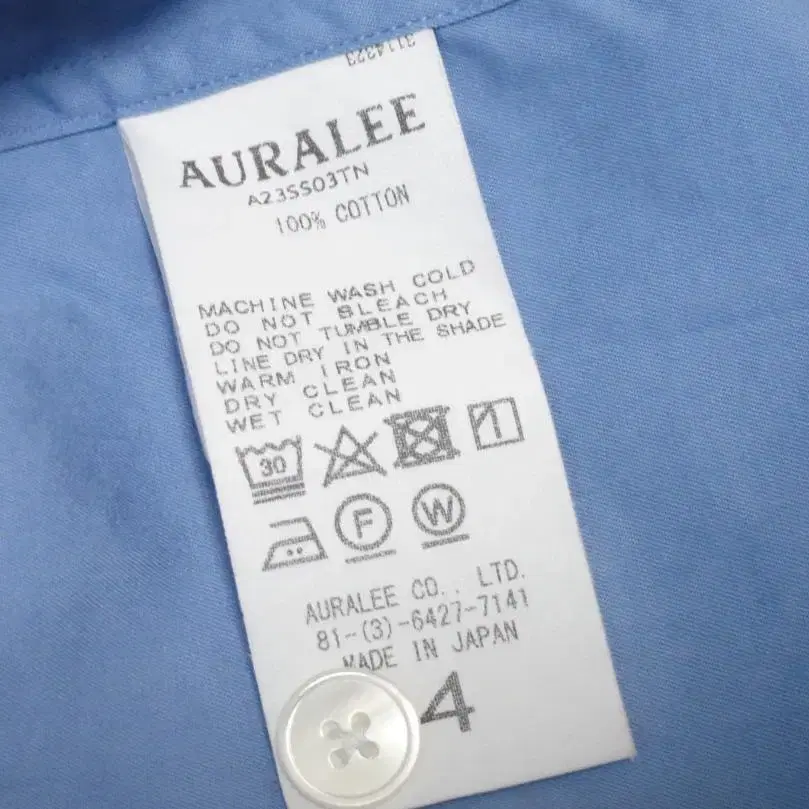 3114323
AURALEE
A23SS03TN
100% COTTON
MACHINE WASH COLD
DO NOT BLEACH
DO NOT TUMBLE DRY
LINE DRY IN THE SHADE
WARM IRON
DRY CLEAN
WET CLEAN
30
F W
AURALEE CO., LTD.
81-(3)-6427-7141
MADE IN JAPAN
4